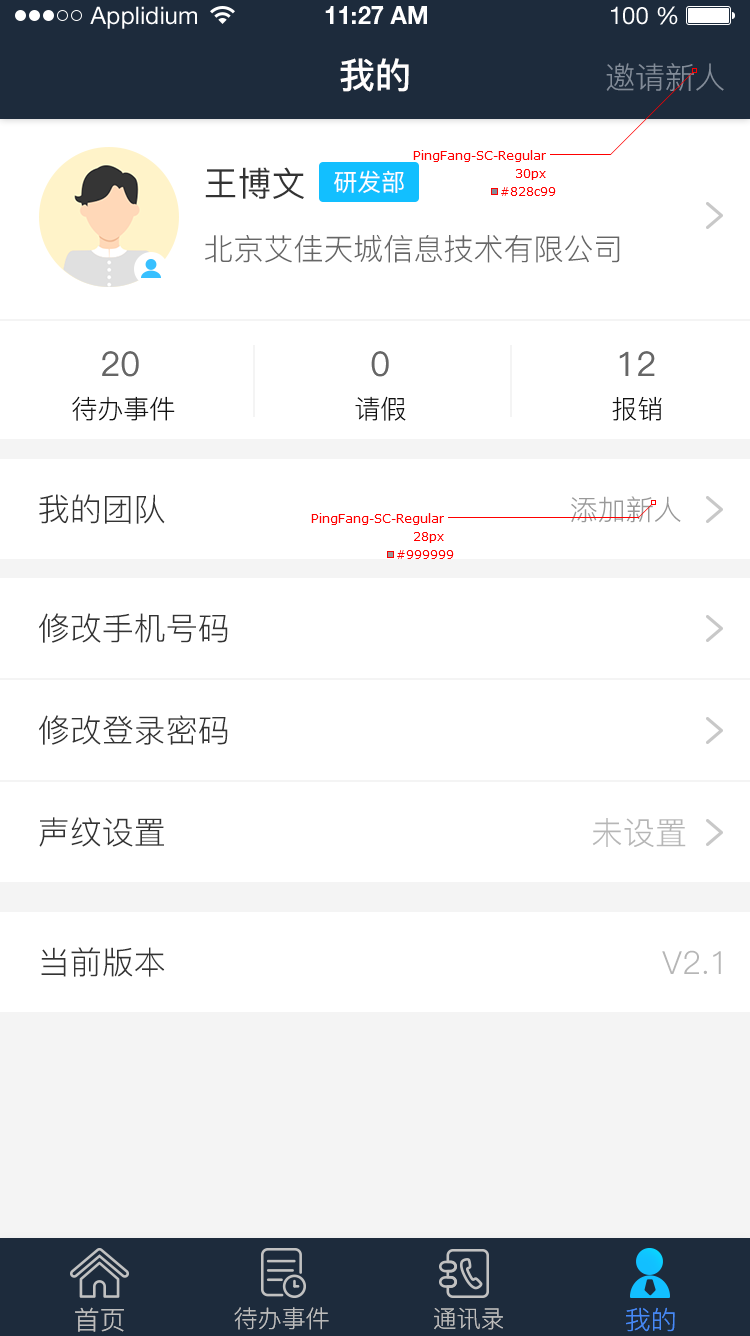 Applidium 11:27 AM 100 %
我的 邀请新人
PingFang-SC-Regular
30px
#828c99
王博文 研发部
北京艾佳天城信息技术有限公司
20 0 12
待办事件 请假 报销
我的团队 添加新人
PingFang-SC-Regular
28px
#999999
修改手机号码
修改登录密码
声纹设置 未设置
当前版本 V2.1
首页 待办事件 通讯录 我的